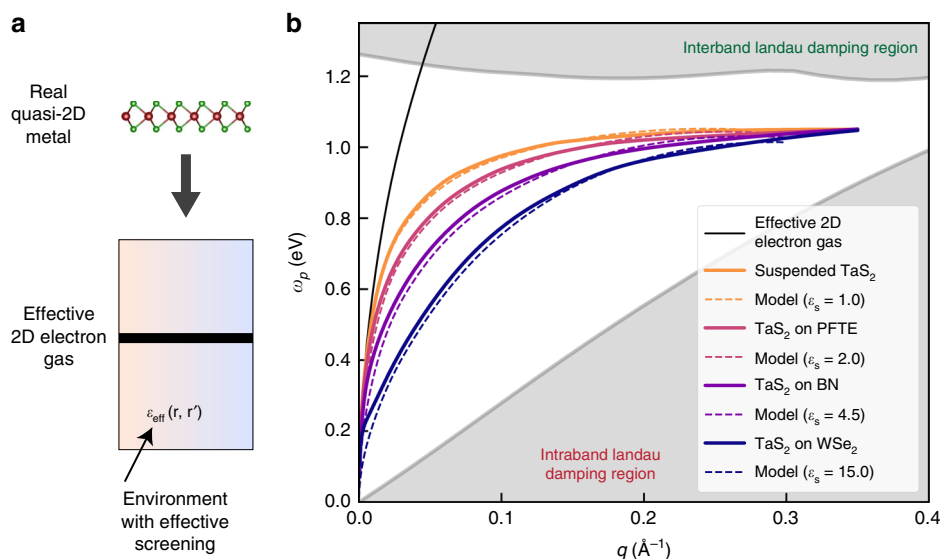 a
Real
quasi-2D
metal
Effective
2D electron
gas
εeff (r, r′)
Environment
with effective
screening
b
Interband landau damping region
1.2
1.0
0.8
0.6
0.4
0.2
0.0
ωp (eV)
Effective 2D
electron gas
Suspended TaS2
Model (εs = 1.0)
TaS2 on PFTE
Model (εs = 2.0)
TaS2 on BN
Model (εs = 4.5)
TaS2 on WSe2
Model (εs = 15.0)
Intraband landau
damping region
0.0 0.1 0.2 0.3 0.4
q (Å−1)